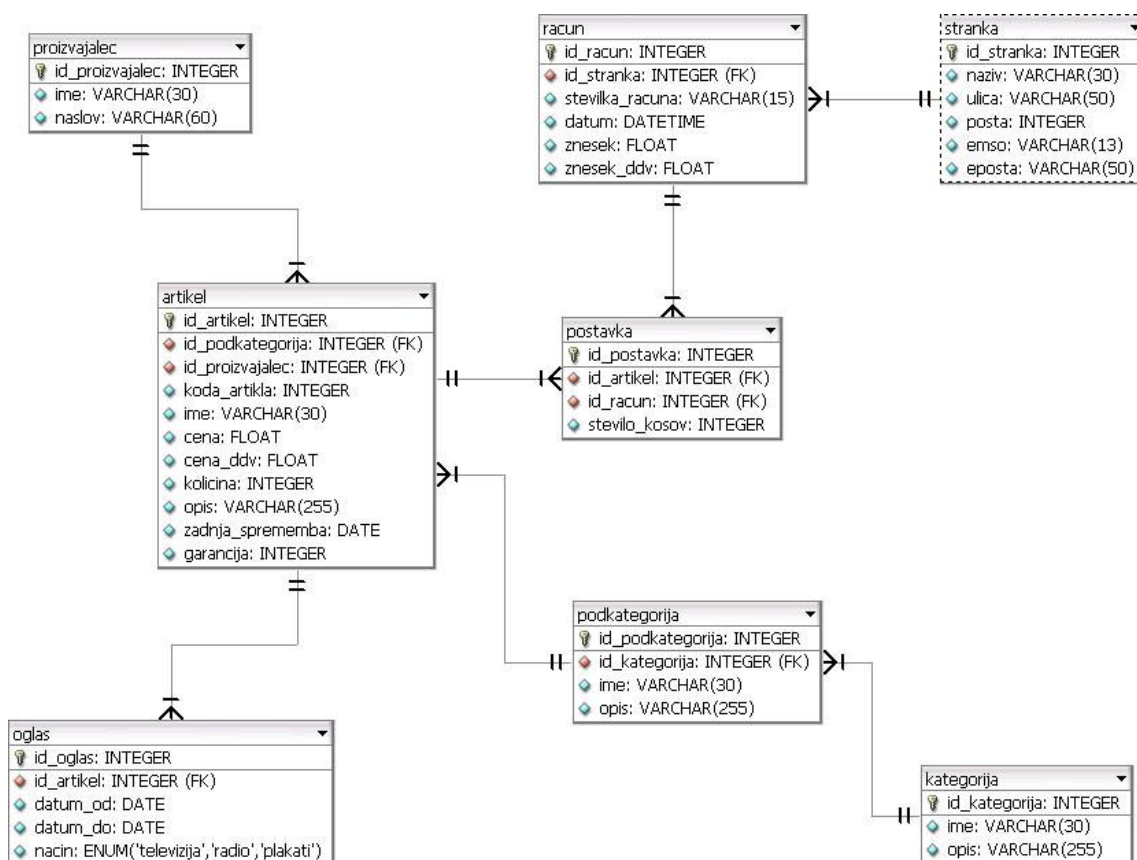 proizvajalec
id_proizvajalec: INTEGER
ime: VARCHAR(30)
naslov: VARCHAR(60)
racun
id_racun: INTEGER
id_stranka: INTEGER (FK)
stevilka_racuna: VARCHAR(15)
datum: DATETIME
znesek: FLOAT
znesek_ddv: FLOAT
stranka
id_stranka: INTEGER
naziv: VARCHAR(30)
ulica: VARCHAR(50)
posta: INTEGER
emso: VARCHAR(13)
eposta: VARCHAR(50)
artikel
id_artikel: INTEGER
id_podkategorija: INTEGER (FK)
id_proizvajalec: INTEGER (FK)
koda_artikla: INTEGER
ime: VARCHAR(30)
cena: FLOAT
cena_ddv: FLOAT
kolicina: INTEGER
opis: VARCHAR(255)
zadnja_sprememba: DATE
garancija: INTEGER
postavka
id_postavka: INTEGER
id_artikel: INTEGER (FK)
id_racun: INTEGER (FK)
stevilo_kosov: INTEGER
podkategorija
id_podkategorija: INTEGER
id_kategorija: INTEGER (FK)
ime: VARCHAR(30)
opis: VARCHAR(255)
oglas
id_oglas: INTEGER
id_artikel: INTEGER (FK)
datum_od: DATE
datum_do: DATE
nacin: ENUM('televizija','radio','plakati')
kategorija
id_kategorija: INTEGER
ime: VARCHAR(30)
opis: VARCHAR(255)